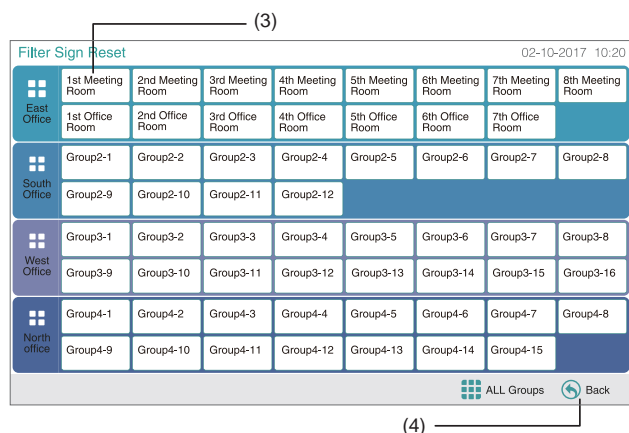 (3)
Filter Sign Reset
02-10-2017 10:20
East
Office
1st Meeting
Room
2nd Meeting
Room
3rd Meeting
Room
4th Meeting
Room
5th Meeting
Room
6th Meeting
Room
7th Meeting
Room
8th Meeting
Room
1st Office
Room
2nd Office
Room
3rd Office
Room
4th Office
Room
5th Office
Room
6th Office
Room
7th Office
Room
South
Office
Group2-1
Group2-2
Group2-3
Group2-4
Group2-5
Group2-6
Group2-7
Group2-8
Group2-9
Group2-10
Group2-11
Group2-12
West
Office
Group3-1
Group3-2
Group3-3
Group3-4
Group3-5
Group3-6
Group3-7
Group3-8
Group3-9
Group3-10
Group3-11
Group3-12
Group3-13
Group3-14
Group3-15
Group3-16
North
office
Group4-1
Group4-2
Group4-3
Group4-4
Group4-5
Group4-6
Group4-7
Group4-8
Group4-9
Group4-10
Group4-11
Group4-12
Group4-13
Group4-14
Group4-15
ALL Groups
Back
(4)